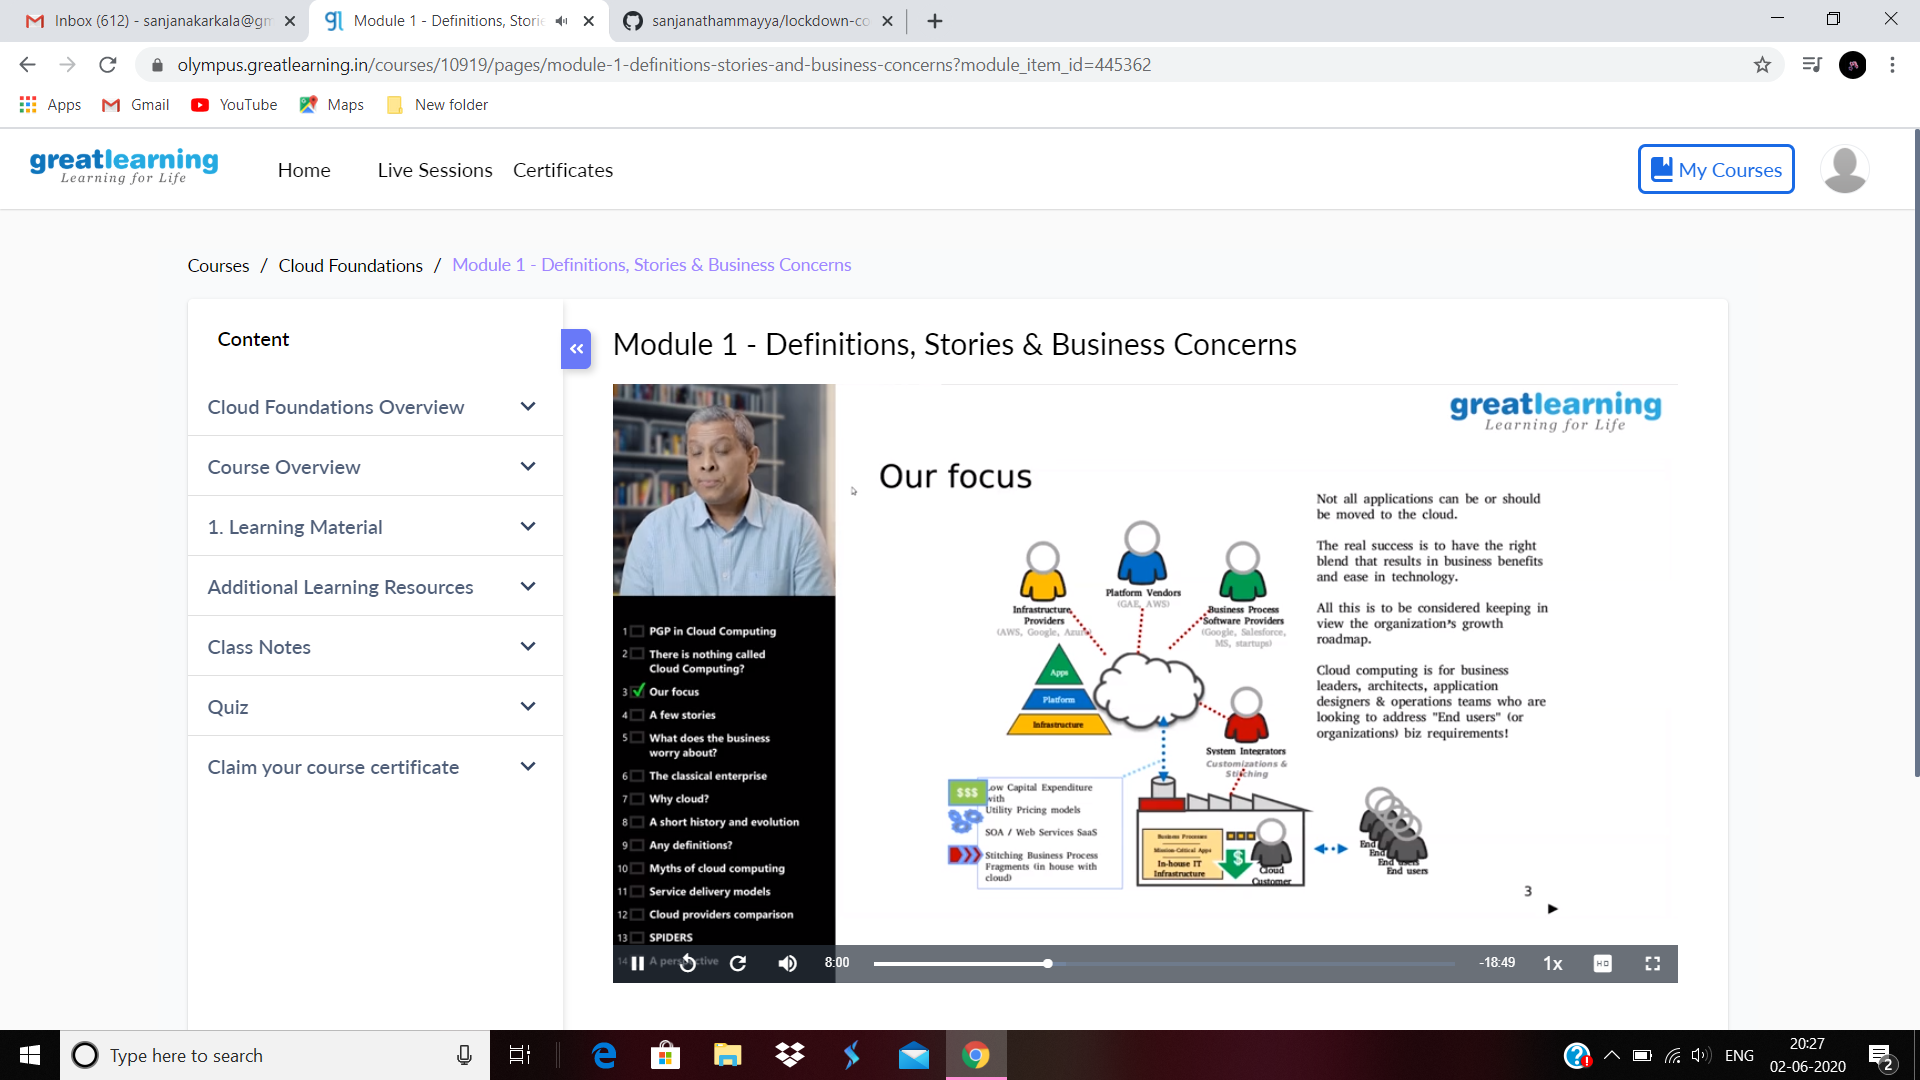 Inbox (612) - sanjanakarkala@gm
Module 1 - Definitions, Storie
sanjanathammayya/lockdown-co
olympus.greatlearning.in/courses/10919/pages/module-1-definitions-stories-and-business-concerns?module_item_id=445362
Apps
Gmail
YouTube
Maps
New folder
greatlearning
Learning for Life
Home
Live Sessions
Certificates
My Courses
Courses / Cloud Foundations / Module 1 - Definitions, Stories & Business Concerns
Content
Cloud Foundations Overview
Course Overview
1. Learning Material
Additional Learning Resources
Class Notes
Quiz
Claim your course certificate
Module 1 - Definitions, Stories & Business Concerns
1 PGP in Cloud Computing
2 There is nothing called
Cloud Computing?
3 Our focus
4 A few stories
5 What does the business
worry about?
6 The classical enterprise
7 Why cloud?
8 A short history and evolution
9 Any definitions?
10 Myths of cloud computing
11 Service delivery models
12 Cloud providers comparison
13 SPIDERS
14 A perspective
greatlearning
Learning for Life
Our focus
Infrastructure
Providers
(AWS, Google, Azure)
Platform Vendors
(GAE, AWS)
Business Process
Software Providers
(Google, Salesforce,
MS, startups)
Apps
Platform
Infrastructure
System Integrators
Customizations &
Stitching
$$$
Low Capital Expenditure
with
Utility Pricing models
SOA / Web Services SaaS
Stitching Business Process
Fragments (in house with
cloud)
Business Processes
Mission-Critical Apps
In-house IT
Infrastructure
$
Cloud
Customer
End users
End users
Not all applications can be or should
be moved to the cloud.
The real success is to have the right
blend that results in business benefits
and ease in technology.
All this is to be considered keeping in
view the organization's growth
roadmap.
Cloud computing is for business
leaders, architects, application
designers & operations teams who are
looking to address "End users" (or
organizations) biz requirements!
3
8:00
-18:49
1x
HD
Type here to search
ENG
20:27
02-06-2020
2